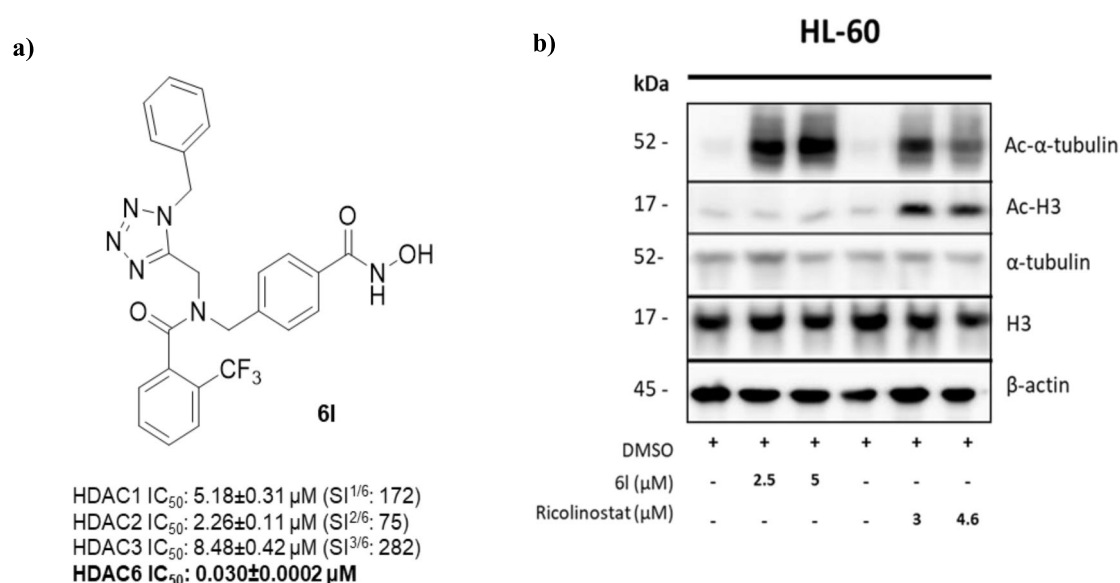 a)
N
N
N
N
O
N
O
N
H
OH
CF3
6l
HDAC1 IC50: 5.18±0.31 µM (SI1/6: 172)
HDAC2 IC50: 2.26±0.11 µM (SI2/6: 75)
HDAC3 IC50: 8.48±0.42 µM (SI3/6: 282)
HDAC6 IC50: 0.030±0.0002 µM
b)
HL-60
kDa
52 - Ac-α-tubulin
17 - Ac-H3
52- α-tubulin
17 - H3
45 - β-actin
DMSO + + + + + +
6l (µM) - 2.5 5 - - -
Ricolinostat (µM) - - - - 3 4.6